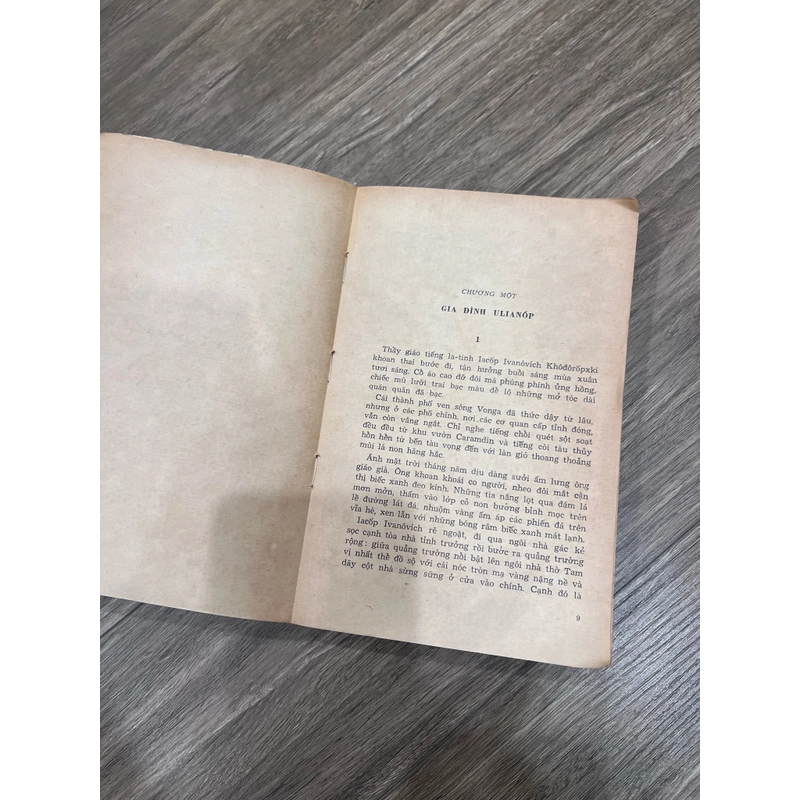 CHƯƠNG MỘT
GIA ĐÌNH ULIANỐP
1
Thầy giáo tiếng la-tinh Iacốp Ivanôvích Khôđôrốpxki
khoan thai bước đi, tận hưởng buổi sáng mùa xuân
tươi sáng. Cổ áo cao đỡ đôi má phúng phính ửng hồng,
chiếc mũ lưỡi trai bạc màu để lộ những mớ tóc dài
quăn quăn đã bạc.
Cái thành phố ven sông Vonga đã thức dậy từ lâu,
nhưng ở các phố chính, nơi các cơ quan cấp tỉnh đóng,
vẫn còn vắng ngắt. Chỉ nghe tiếng chổi quét sột soạt
đều đều từ khu vườn Caramdin và tiếng còi tàu thủy
hồn hển từ bến tàu vọng đến với làn gió thoang thoảng
mùi lá non hăng hắc.
Ánh mặt trời tháng năm dịu dàng sưởi ấm lưng ông
giáo già. Ông khoan khoái co người, nheo đôi mắt cận
thị biếc xanh đeo kính. Những tia nắng lọt qua đám lá
mơn mởn, thấm vào lớp cỏ non bướng bỉnh mọc trên
lề đường lát đá, nhuộm vàng ấm áp các phiến đá trên
vỉa hè, xen lẫn với những bóng râm biếc xanh mát lạnh.
Iacốp Ivanôvích rẽ ngoặt, đi qua ngôi nhà gác kẻ
sọc cạnh tòa nhà tỉnh trưởng rồi bước ra quảng trường
rộng: giữa quảng trường nổi bật lên ngôi nhà thờ Tam
vị nhất thể đồ sộ với cái nóc tròn mạ vàng nặng nề và
dãy cột nhà sừng sững ở cửa vào chính. Cạnh đó là
9